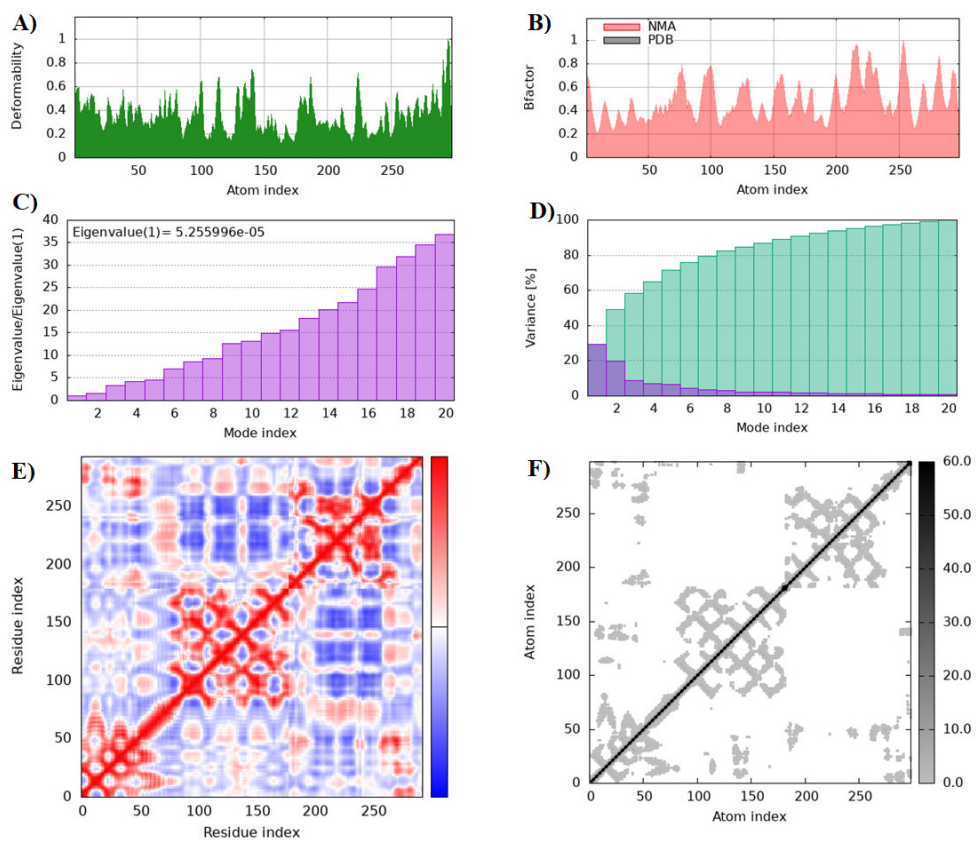 A)
Deformability
1
0.8
0.6
0.4
0.2
0
50 100 150 200 250
Atom index
B)
NMA
PDB
Bfactor
1
0.8
0.6
0.4
0.2
0
50 100 150 200 250
Atom index
C)
Eigenvalue(1)= 5.255996e-05
Eigenvalue/Eigenvalue(1)
40
35
30
25
20
15
10
5
0
2 4 6 8 10 12 14 16 18 20
Mode index
D)
Variance [%]
100
80
60
40
20
0
2 4 6 8 10 12 14 16 18 20
Mode index
E)
Residue index
250
200
150
100
50
0
0 50 100 150 200 250
Residue index
F)
Atom index
250
200
150
100
50
0
0 50 100 150 200 250
Atom index
60.0
50.0
40.0
30.0
20.0
10.0
0.0